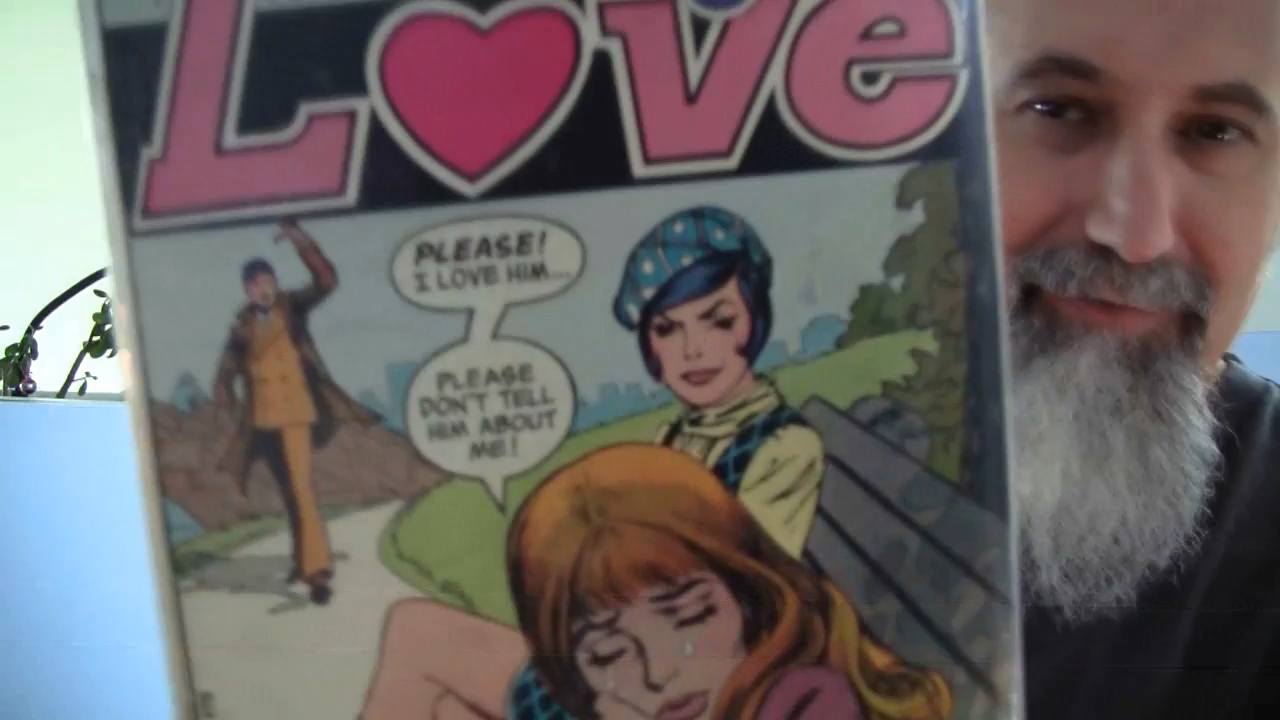 Love
PLEASE!
I LOVE HIM...
PLEASE
DON'T TELL
HIM ABOUT
ME!